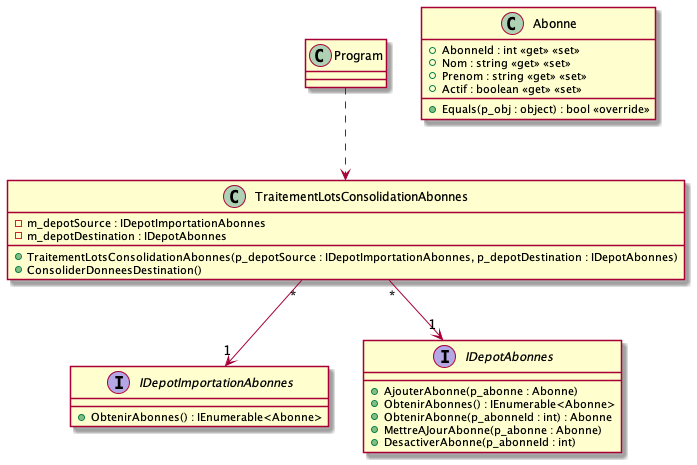 C Abonne
AbonneId : int «get» «set»
Nom : string «get» «set»
Prenom : string «get» «set»
Actif : boolean «get» «set»
Equals(p_obj : object) : bool «override»
C Program
C TraitementLotsConsolidationAbonnes
m_depotSource : IDepotImportationAbonnes
m_depotDestination : IDepotAbonnes
TraitementLotsConsolidationAbonnes(p_depotSource : IDepotImportationAbonnes, p_depotDestination : IDepotAbonnes)
ConsoliderDonneesDestination()
* *
1 1
I IDepotImportationAbonnes
ObtenirAbonnes() : IEnumerable<Abonne>
I IDepotAbonnes
AjouterAbonne(p_abonne : Abonne)
ObtenirAbonnes() : IEnumerable<Abonne>
ObtenirAbonne(p_abonneId : int) : Abonne
MettreAJourAbonne(p_abonne : Abonne)
DesactiverAbonne(p_abonneId : int)